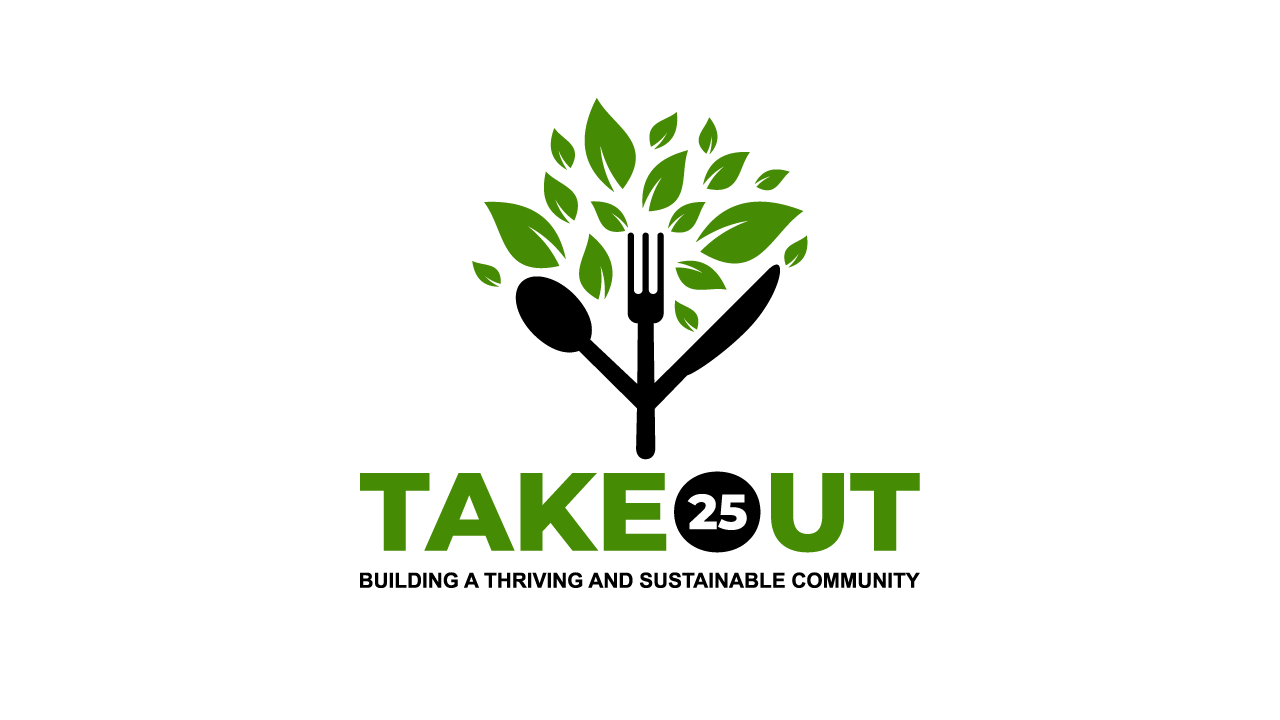 TAKE25UT
BUILDING A THRIVING AND SUSTAINABLE COMMUNITY